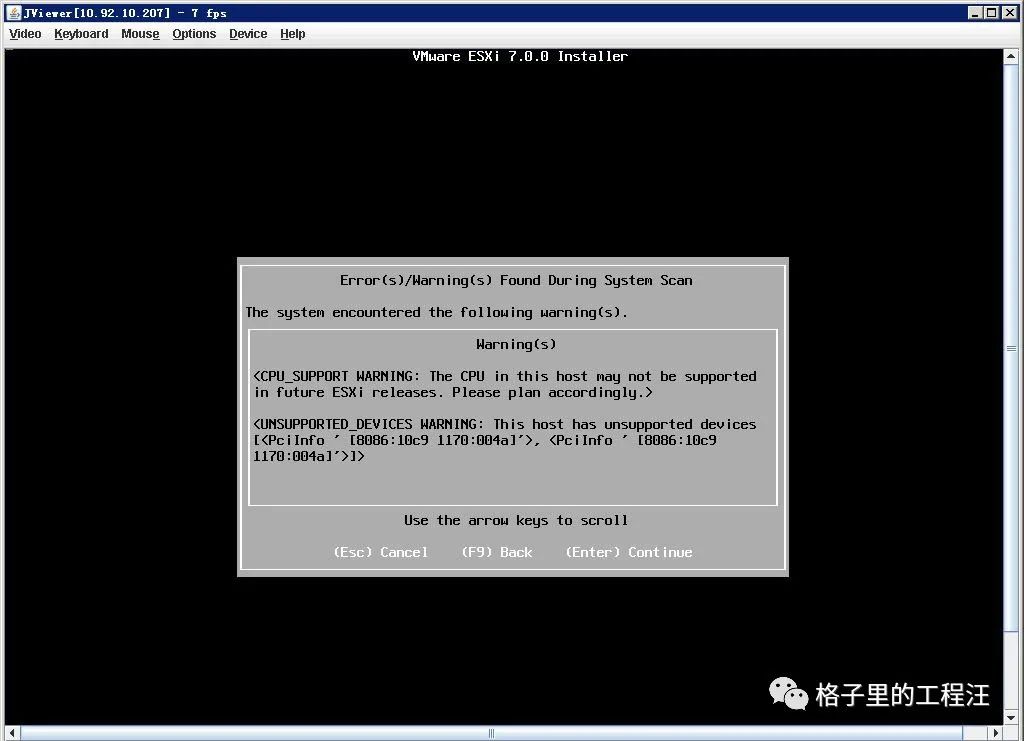 JViewer[10.92.10.207] - 7 fps
Video Keyboard Mouse Options Device Help
VMware ESXi 7.0.0 Installer
Error(s)/Warning(s) Found During System Scan
The system encountered the following warning(s).
Warning(s)
<CPU_SUPPORT WARNING: The CPU in this host may not be supported
in future ESXi releases. Please plan accordingly.>
<UNSUPPORTED_DEVICES WARNING: This host has unsupported devices
[<PciInfo ' [8086:10c9 1170:004a]'>, <PciInfo ' [8086:10c9
1170:004a]'>]>
Use the arrow keys to scroll
(Esc) Cancel (F9) Back (Enter) Continue
格子里的工程汪